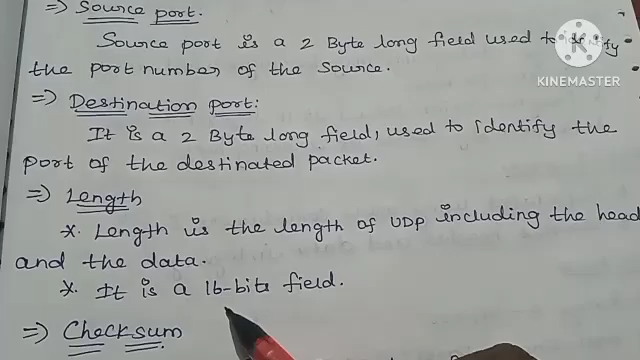 => Source port.
Source port is a 2 Byte long field used to identify
the port number of the source.
KINEMASTER
=> Destination port:
It is a 2 Byte long field, used to identify the
port of the destinated packet.
=> Length
*. Length is the length of UDP including the head
and the data.
*. It is a 16-bits field.
=> Checksum